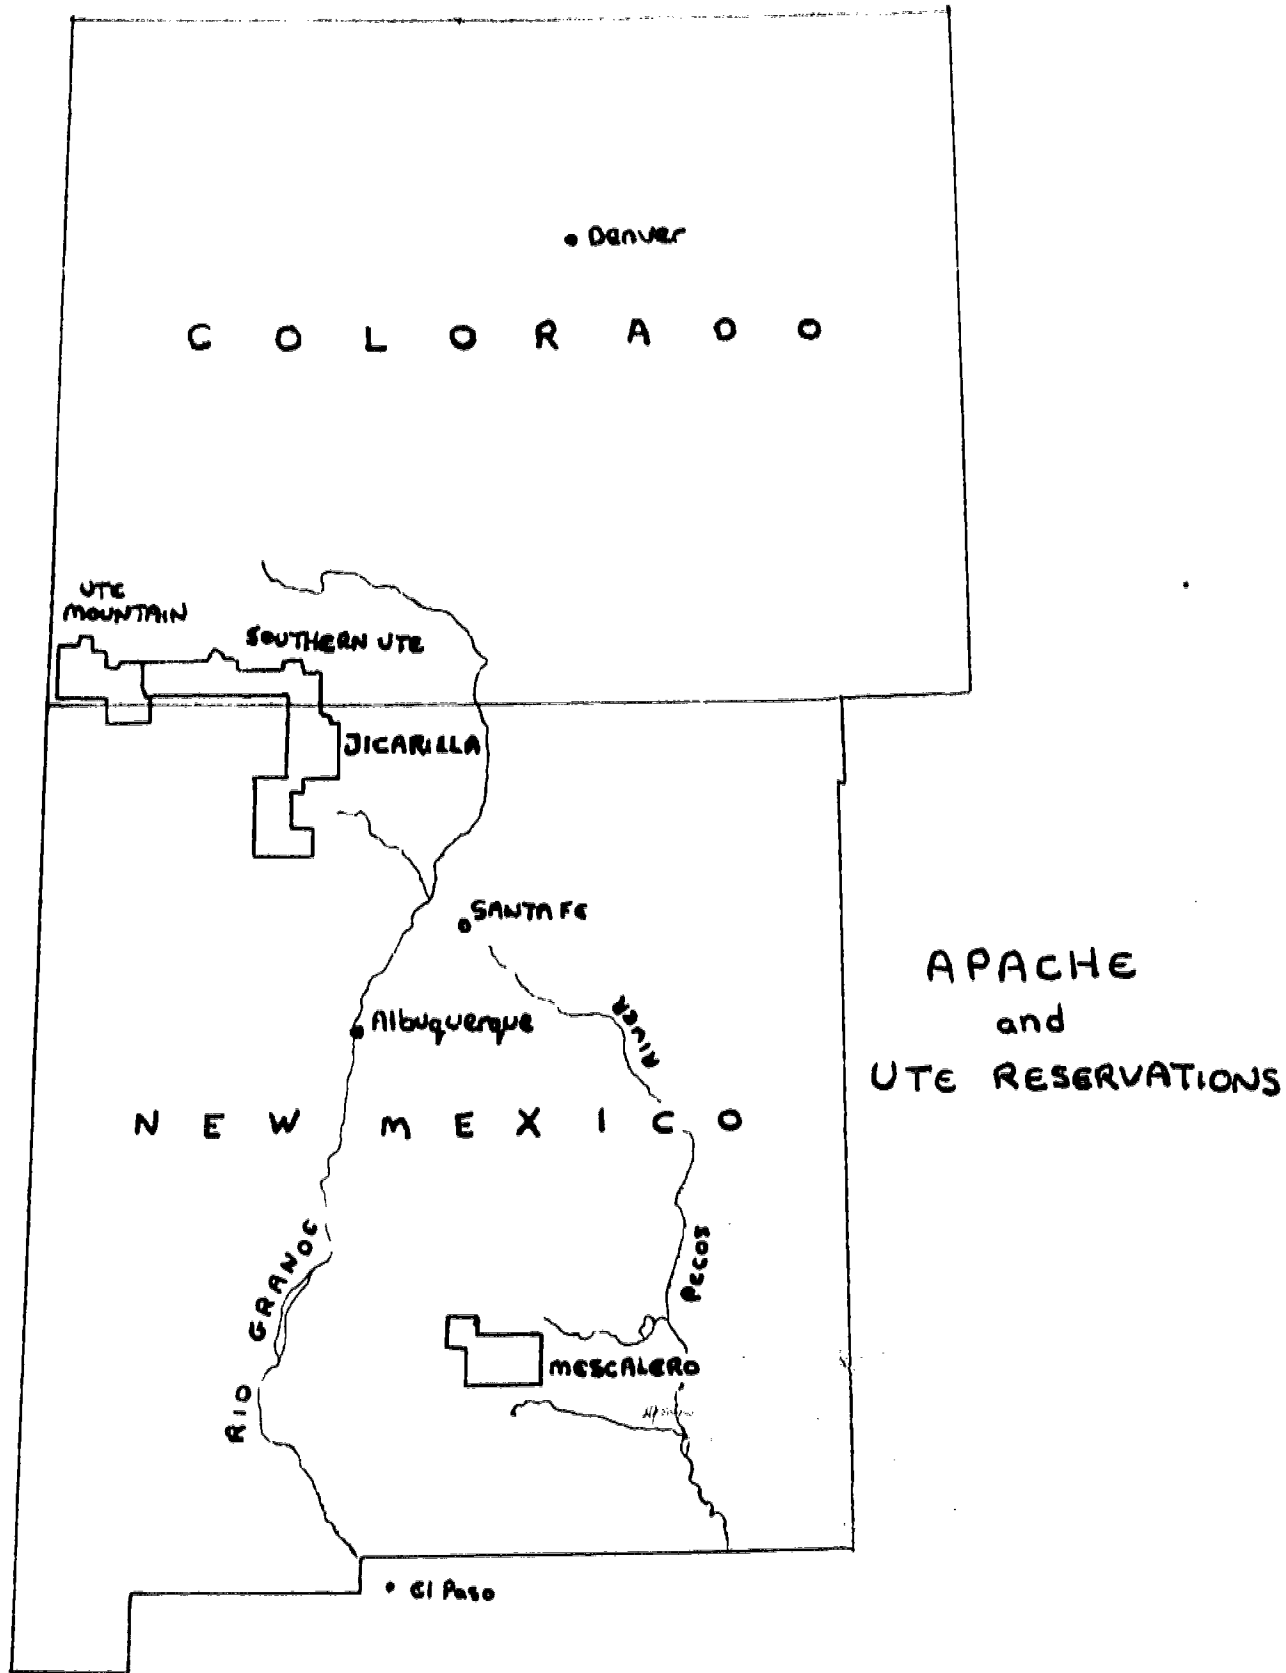 Denver
COLORADO
UTE
MOUNTAIN
SOUTHERN UTE
JICARILLA
SANTA FE
Albuquerque
RIVER
APACHE
and
UTE RESERVATIONS
NEW MEXICO
PECOS
RIO GRANDE
MESCALERO
El Paso